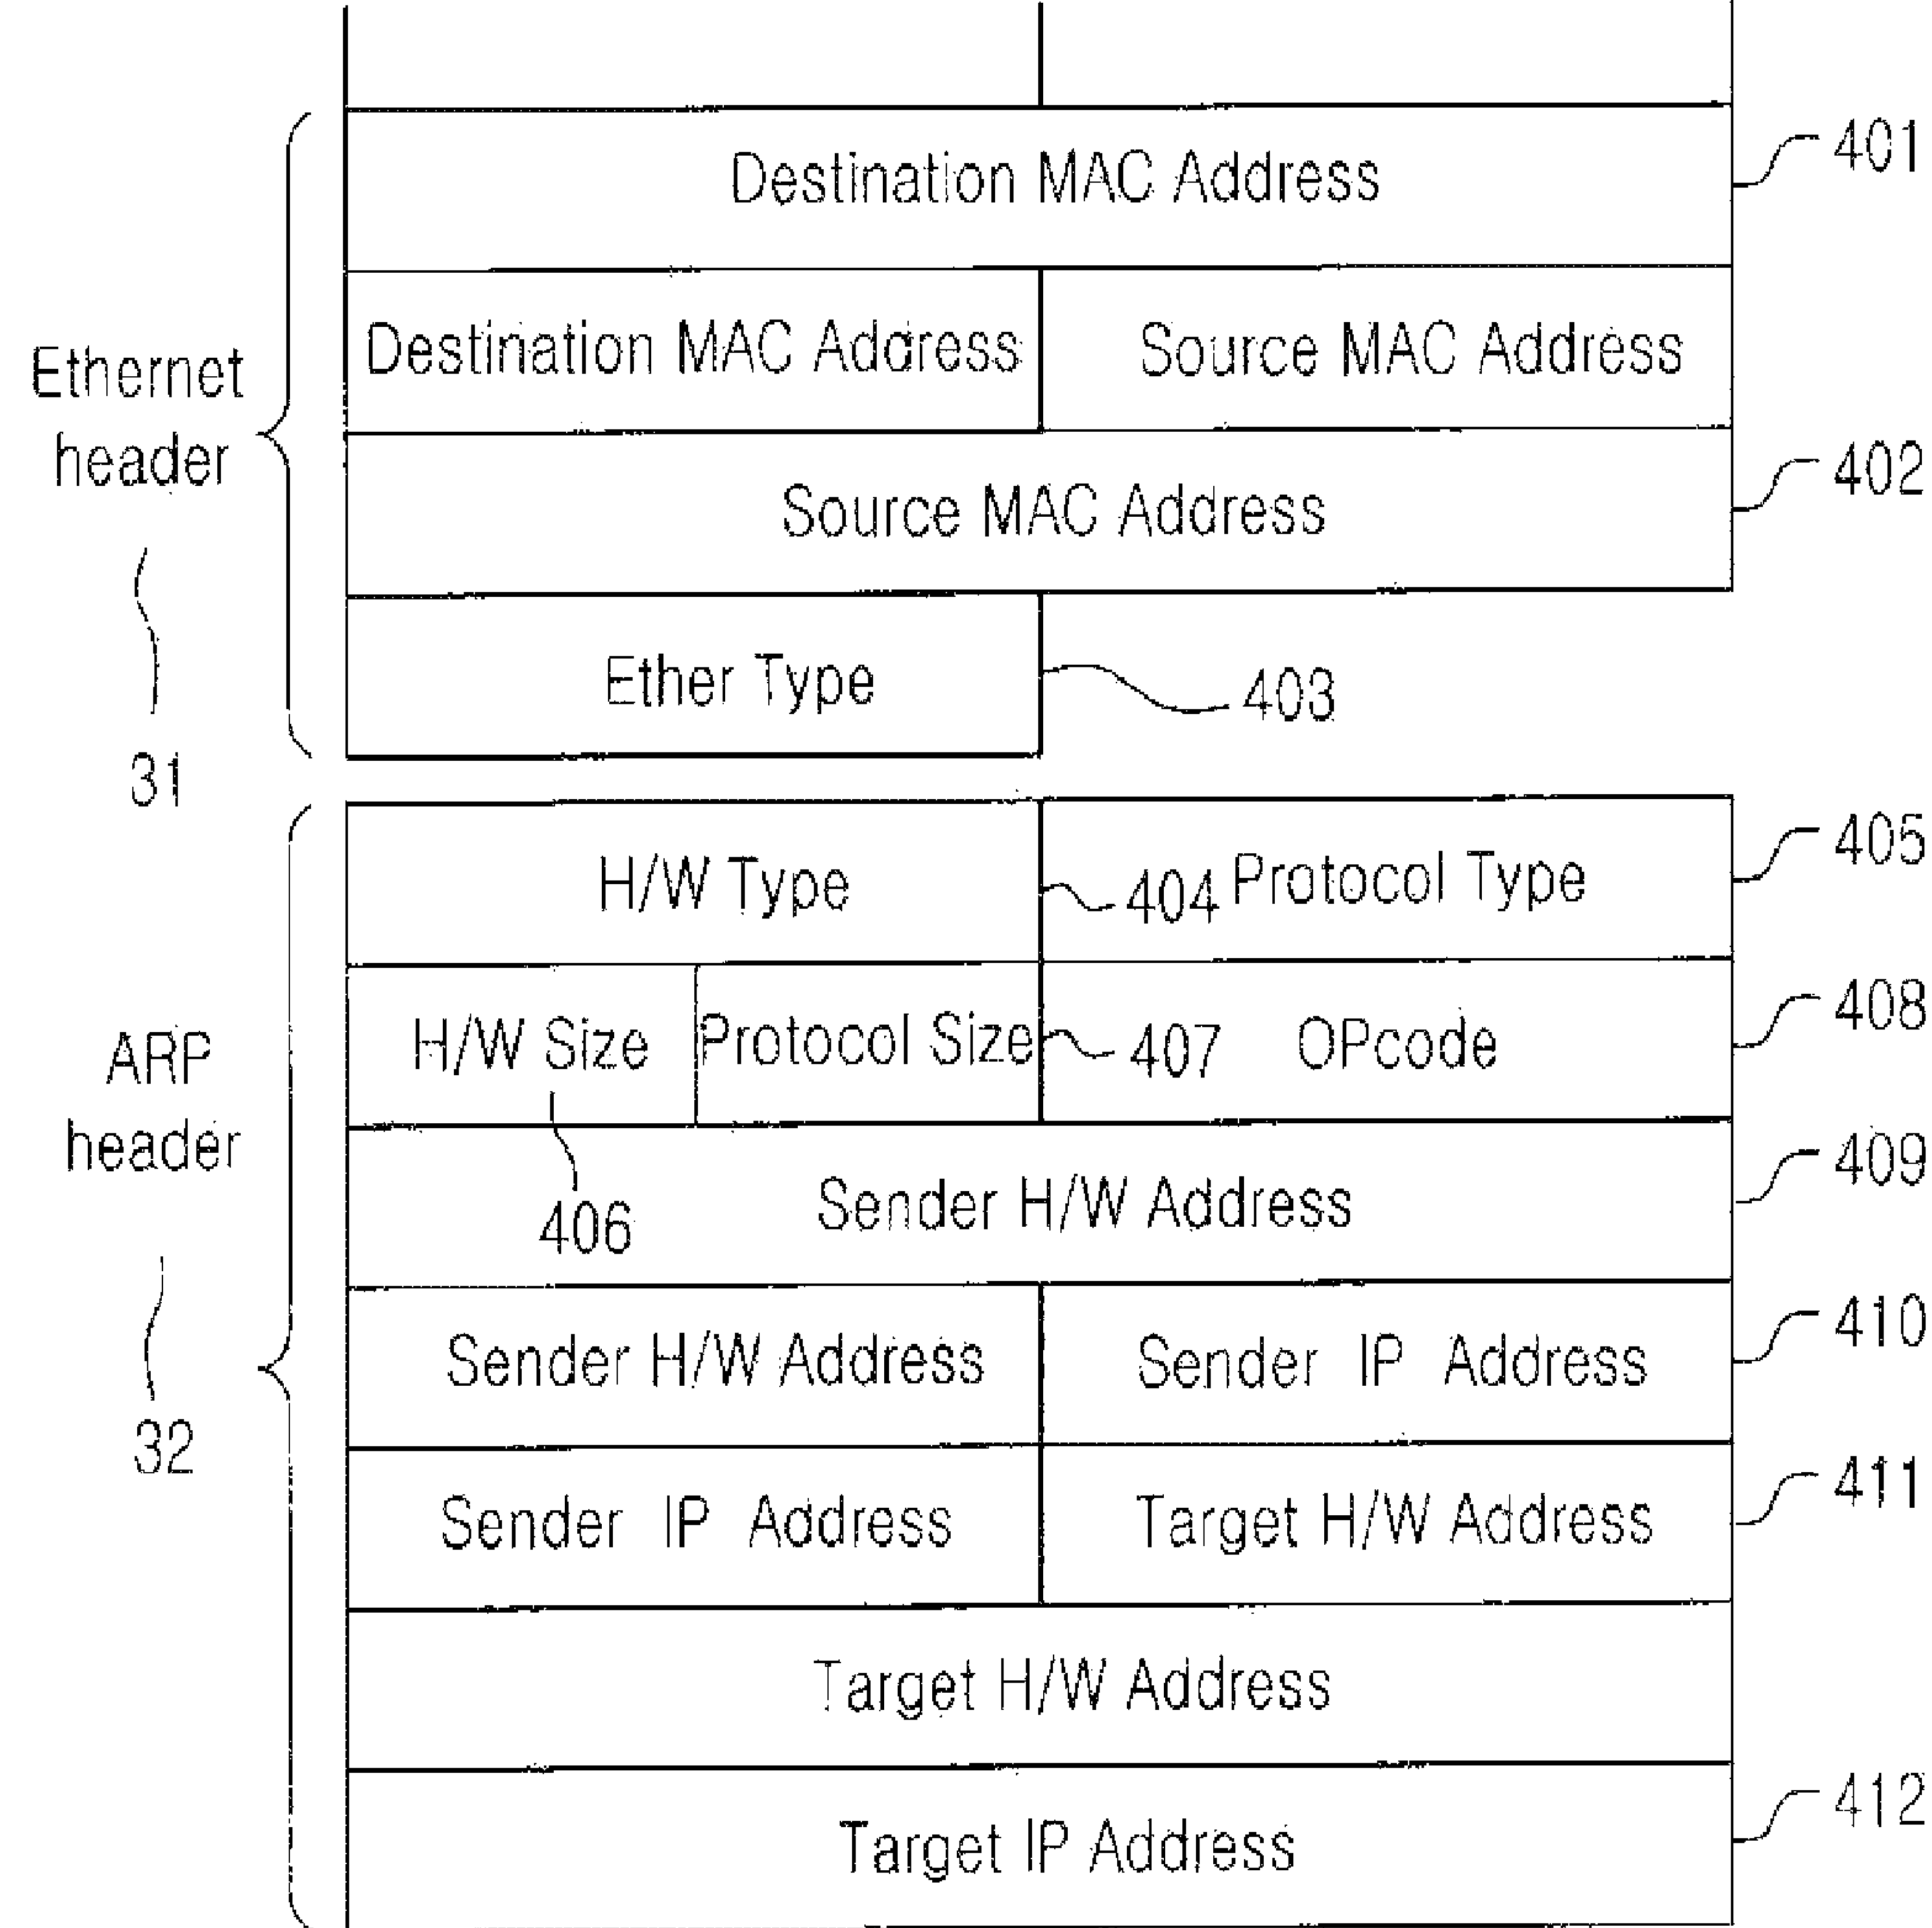 Destination MAC Address
401
Destination MAC Address
Source MAC Address
Ethernet
header
Source MAC Address
402
Ether Type
403
31
H/W Type
404
Protocol Type
405
H/W Size
Protocol Size
407
OPcode
408
ARP
header
406
Sender H/W Address
409
Sender H/W Address
Sender IP Address
410
32
Sender IP Address
Target H/W Address
411
Target H/W Address
Target IP Address
412